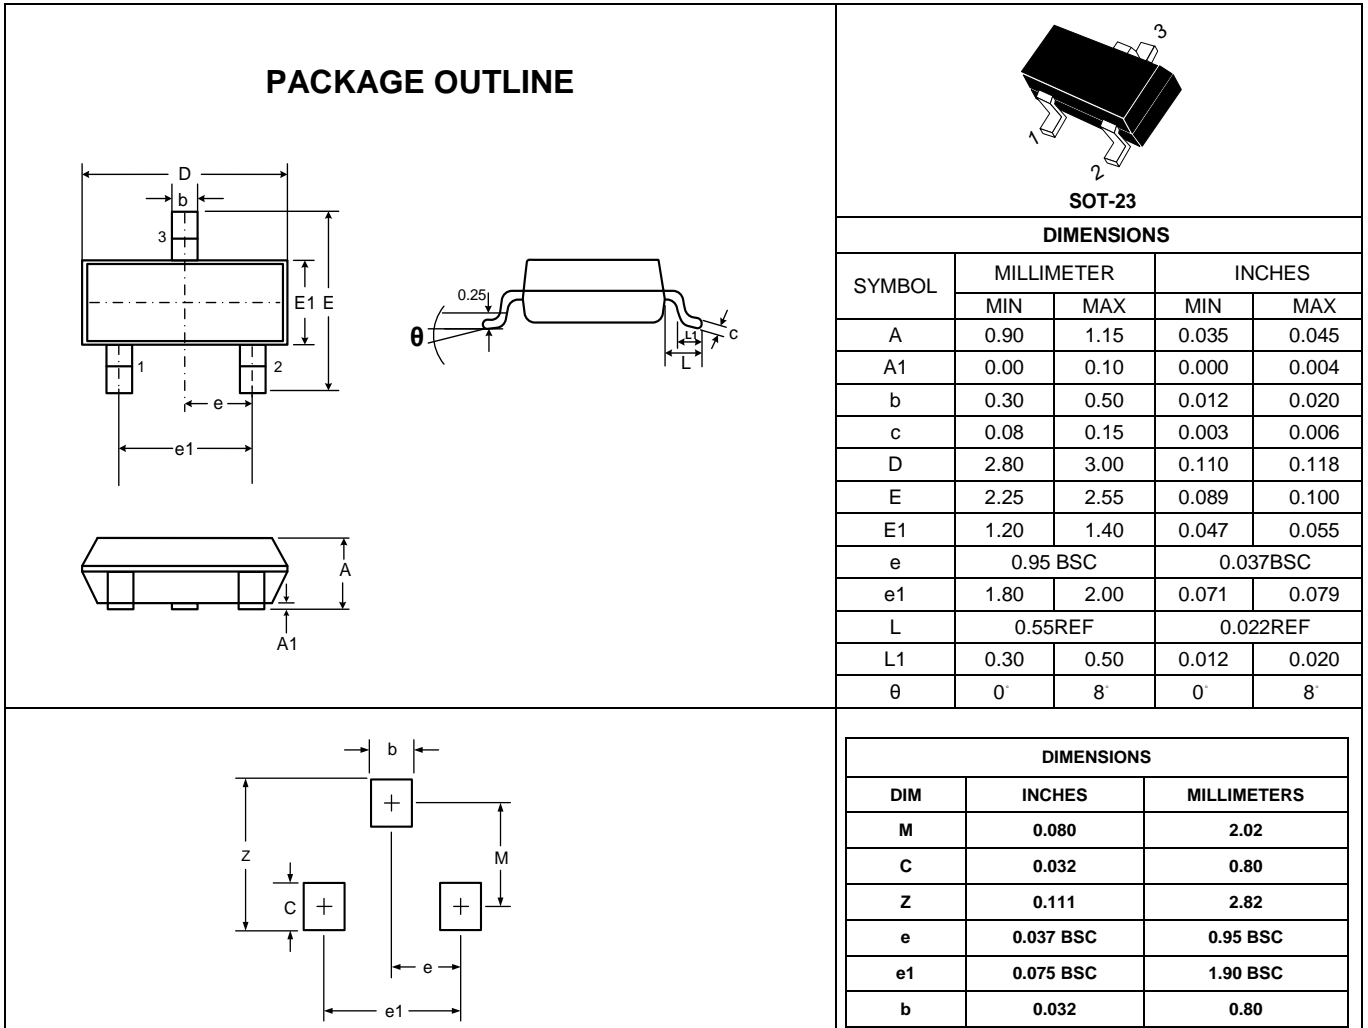 PACKAGE OUTLINE
D
b
3
E1 E
1
2
e
e1
A
A1
0.25
θ
L1
L
c
3
1
2
SOT-23
DIMENSIONS
SYMBOL MILLIMETER INCHES
MIN MAX MIN MAX
A 0.90 1.15 0.035 0.045
A1 0.00 0.10 0.000 0.004
b 0.30 0.50 0.012 0.020
c 0.08 0.15 0.003 0.006
D 2.80 3.00 0.110 0.118
E 2.25 2.55 0.089 0.100
E1 1.20 1.40 0.047 0.055
e 0.95 BSC 0.037BSC
e1 1.80 2.00 0.071 0.079
L 0.55REF 0.022REF
L1 0.30 0.50 0.012 0.020
θ 0° 8° 0° 8°
b
Z
M
C
e
e1
DIMENSIONS
DIM INCHES MILLIMETERS
M 0.080 2.02
C 0.032 0.80
Z 0.111 2.82
e 0.037 BSC 0.95 BSC
e1 0.075 BSC 1.90 BSC
b 0.032 0.80